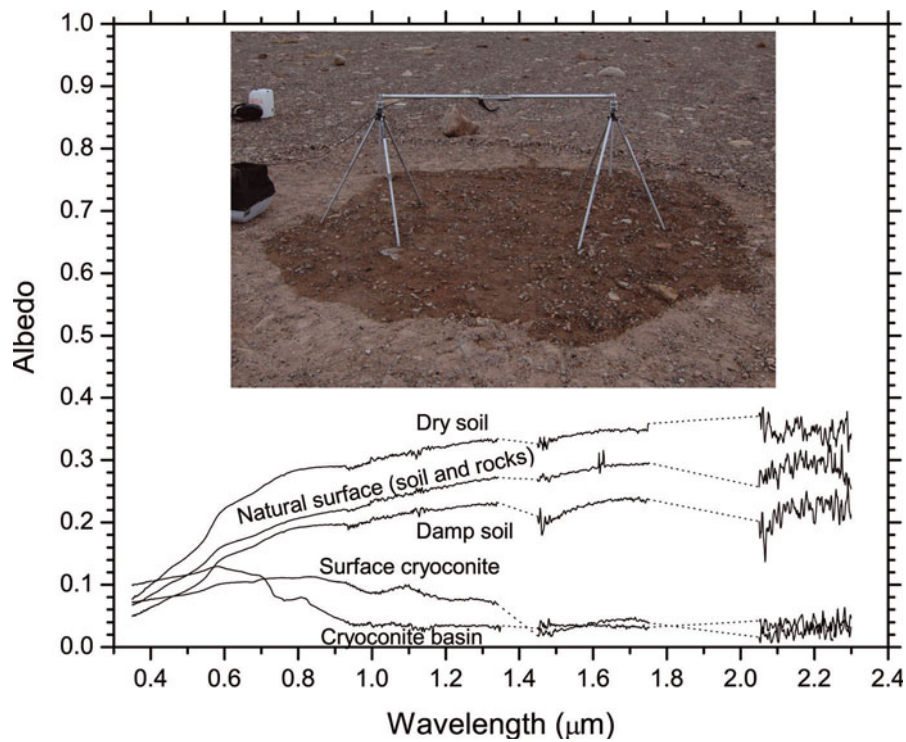 1.0
0.9
0.8
0.7
0.6
0.5
0.4
0.3
0.2
0.1
0.0
Albedo
Dry soil
Natural surface (soil and rocks)
Damp soil
Surface cryoconite
Cryoconite basin
0.4 0.6 0.8 1.0 1.2 1.4 1.6 1.8 2.0 2.2 2.4
Wavelength (μm)